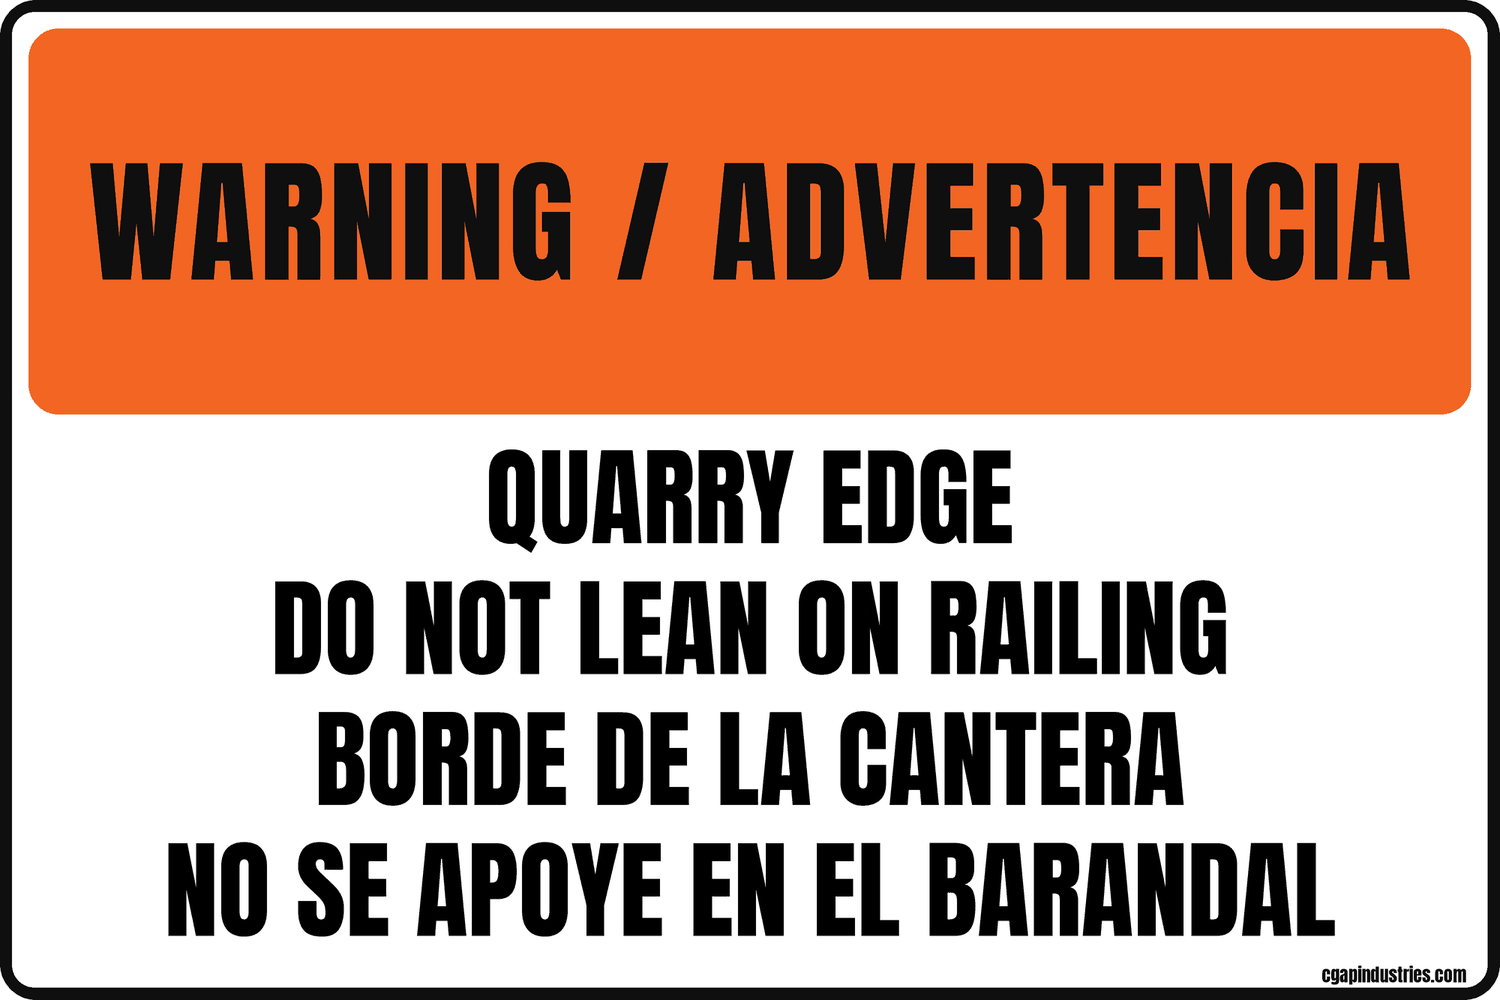 WARNING / ADVERTENCIA
QUARRY EDGE
DO NOT LEAN ON RAILING
BORDE DE LA CANTERA
NO SE APOYE EN EL BARANDAL
cgapindustries.com